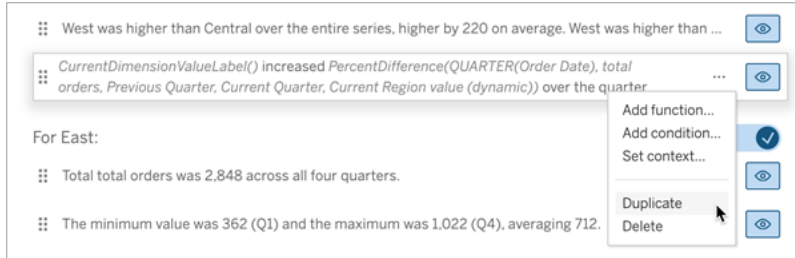 West was higher than Central over the entire series, higher by 220 on average. West was higher than ...
CurrentDimensionValueLabel() increased PercentDifference(QUARTER(Order Date), total
orders, Previous Quarter, Current Quarter, Current Region value (dynamic)) over the quarter
...
Add function...
Add condition...
Set context...
Duplicate
Delete
For East:
Total total orders was 2,848 across all four quarters.
The minimum value was 362 (Q1) and the maximum was 1,022 (Q4), averaging 712.